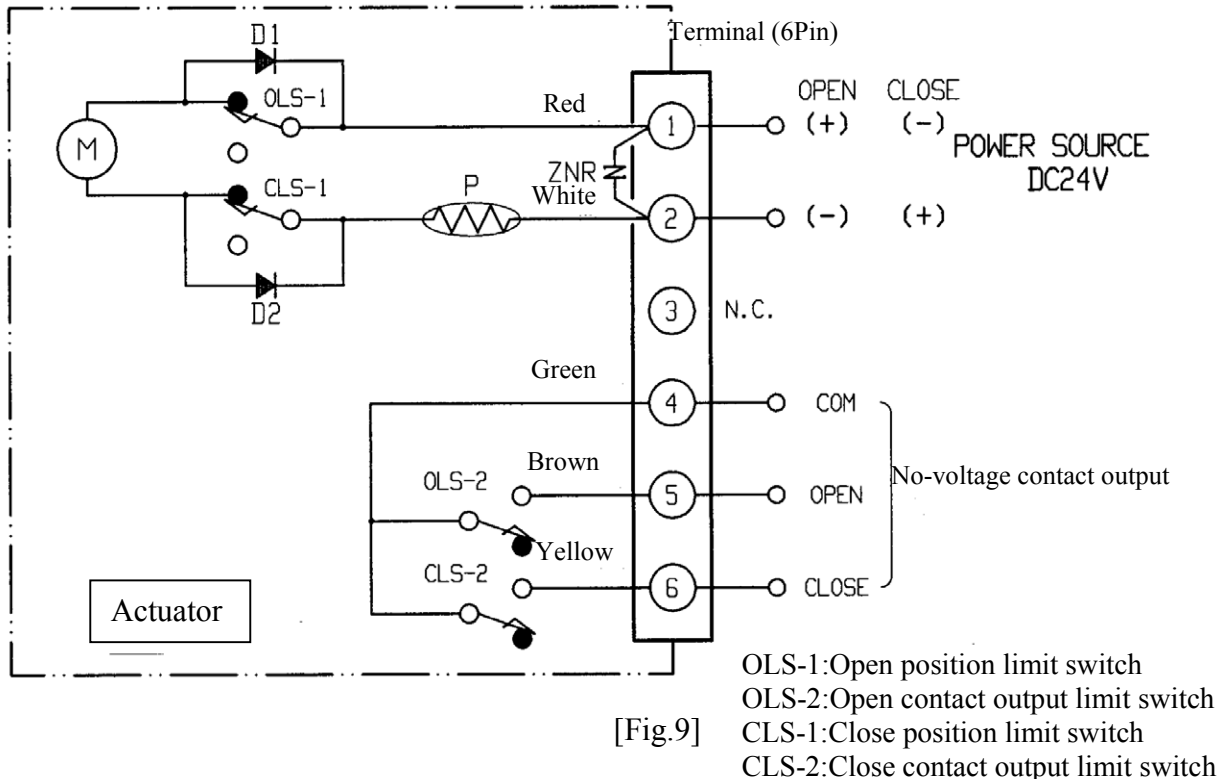 Terminal (6Pin)
D1
OLS-1
Red
1
OPEN CLOSE
(+) (-)
POWER SOURCE
DC24V
M
ZNR
CLS-1
P
White
2
(-) (+)
D2
3
N.C.
Green
4
COM
Brown
OLS-2
5
OPEN
No-voltage contact output
Yellow
CLS-2
6
CLOSE
Actuator
OLS-1:Open position limit switch
OLS-2:Open contact output limit switch
[Fig.9]
CLS-1:Close position limit switch
CLS-2:Close contact output limit switch